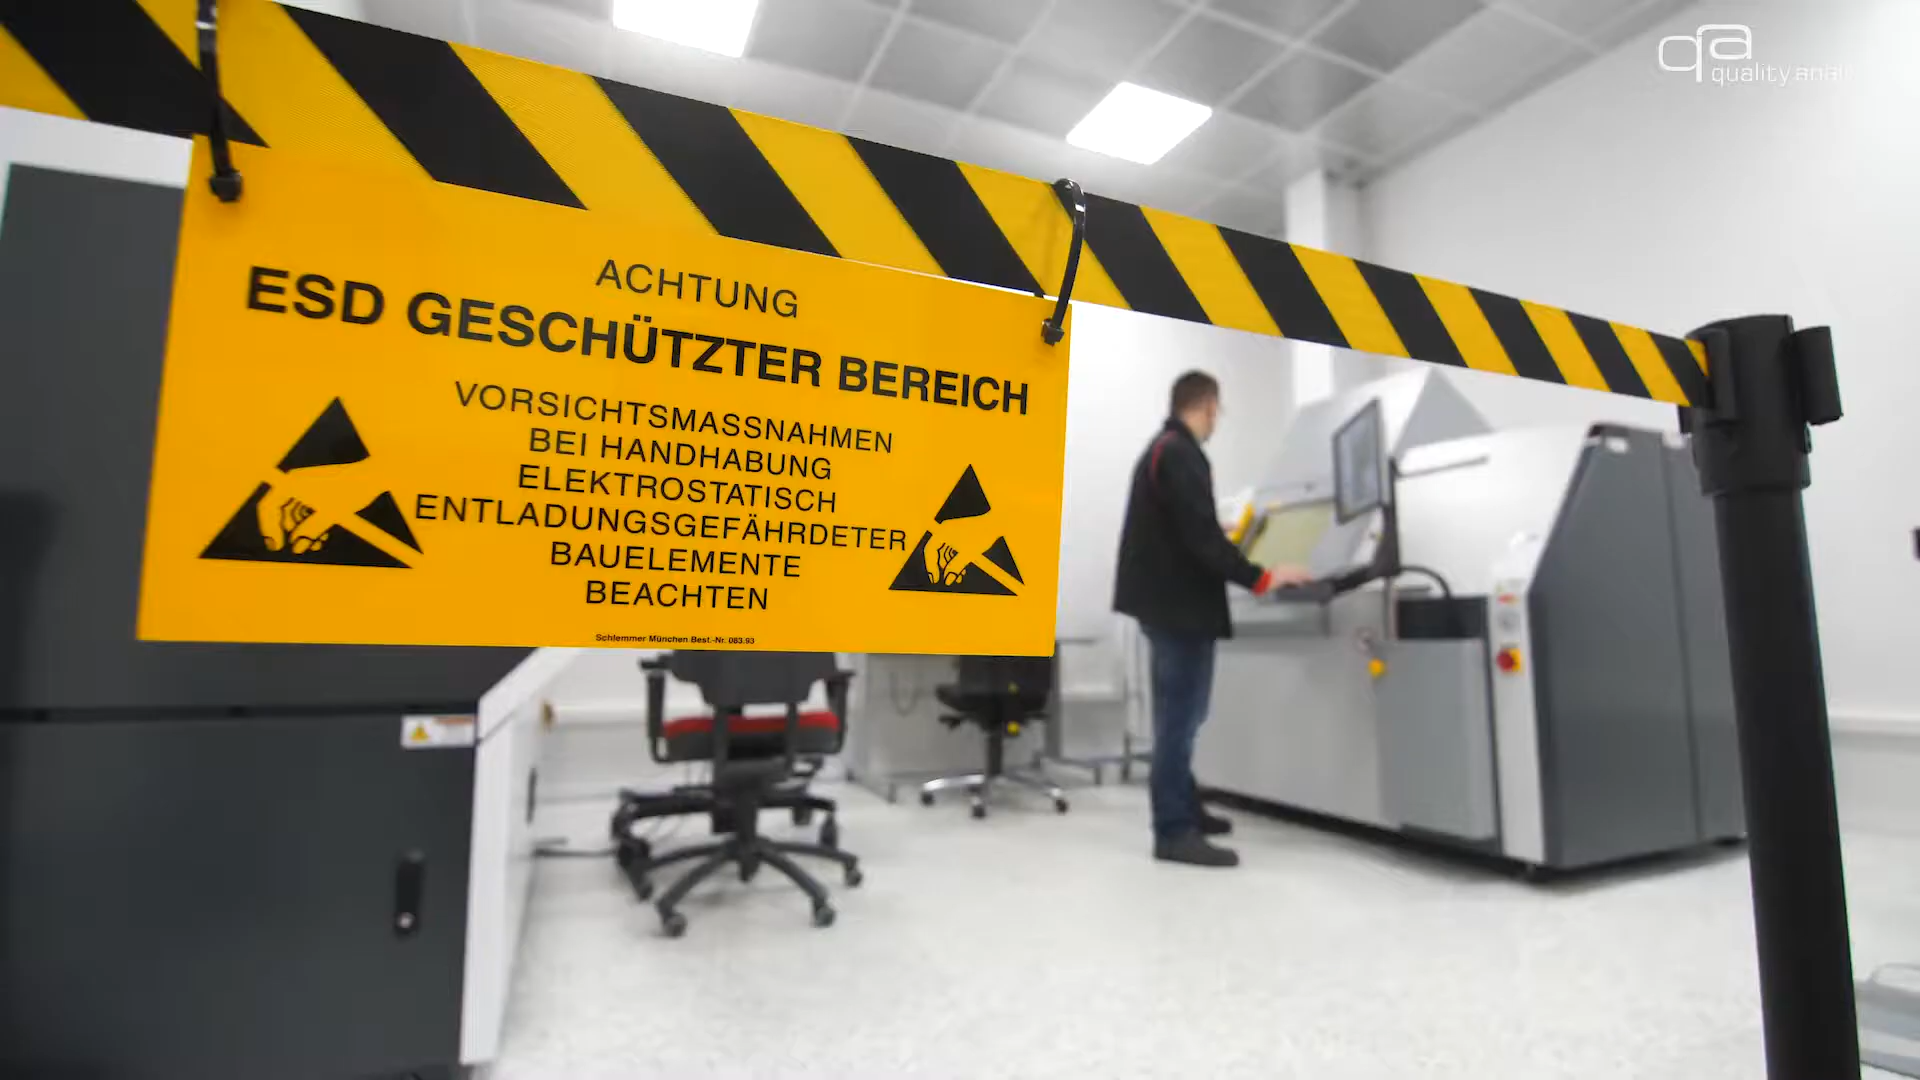 ACHTUNG
ESD GESCHÜTZTER BEREICH
VORSICHTSMASSNAHMEN
BEI HANDHABUNG
ELEKTROSTATISCH
ENTLADUNGSGEFÄHRDETER
BAUELEMENTE
BEACHTEN
Schlemmer München Best.-Nr. 083.93
qa
quality